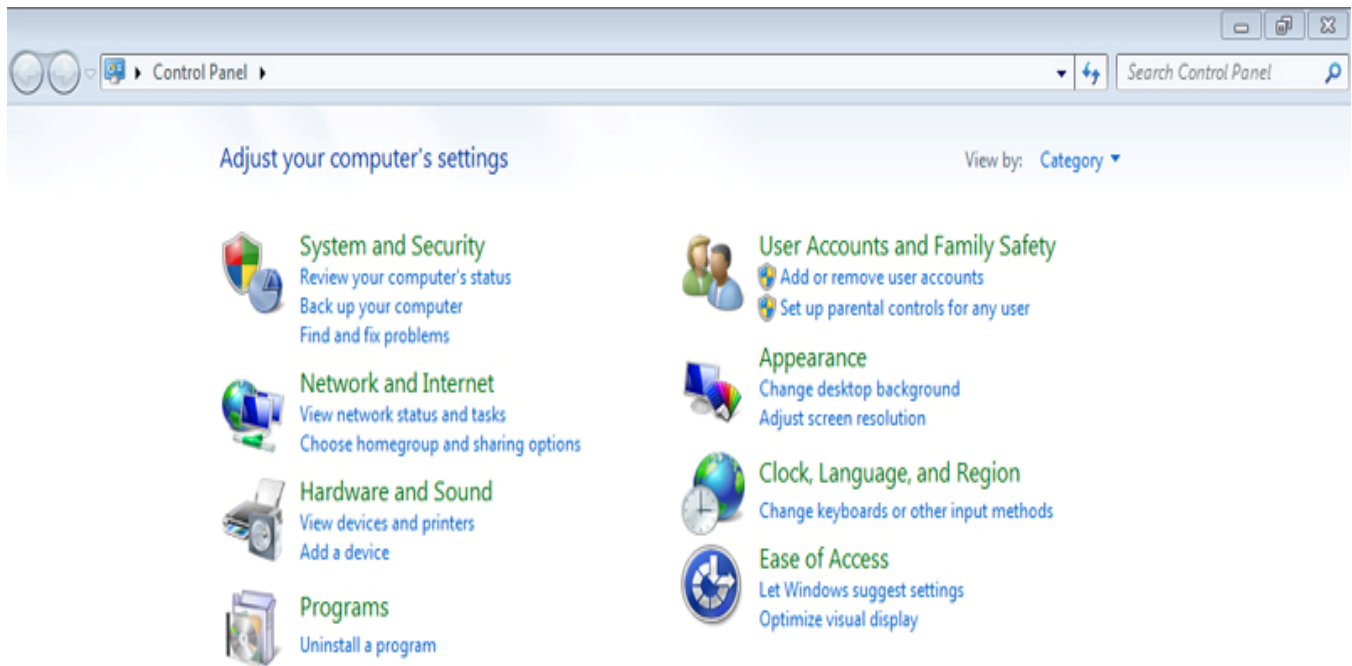 Control Panel
Search Control Panel
Adjust your computer's settings
View by: Category
System and Security
Review your computer's status
Back up your computer
Find and fix problems
Network and Internet
View network status and tasks
Choose homegroup and sharing options
Hardware and Sound
View devices and printers
Add a device
Programs
Uninstall a program
User Accounts and Family Safety
Add or remove user accounts
Set up parental controls for any user
Appearance
Change desktop background
Adjust screen resolution
Clock, Language, and Region
Change keyboards or other input methods
Ease of Access
Let Windows suggest settings
Optimize visual display